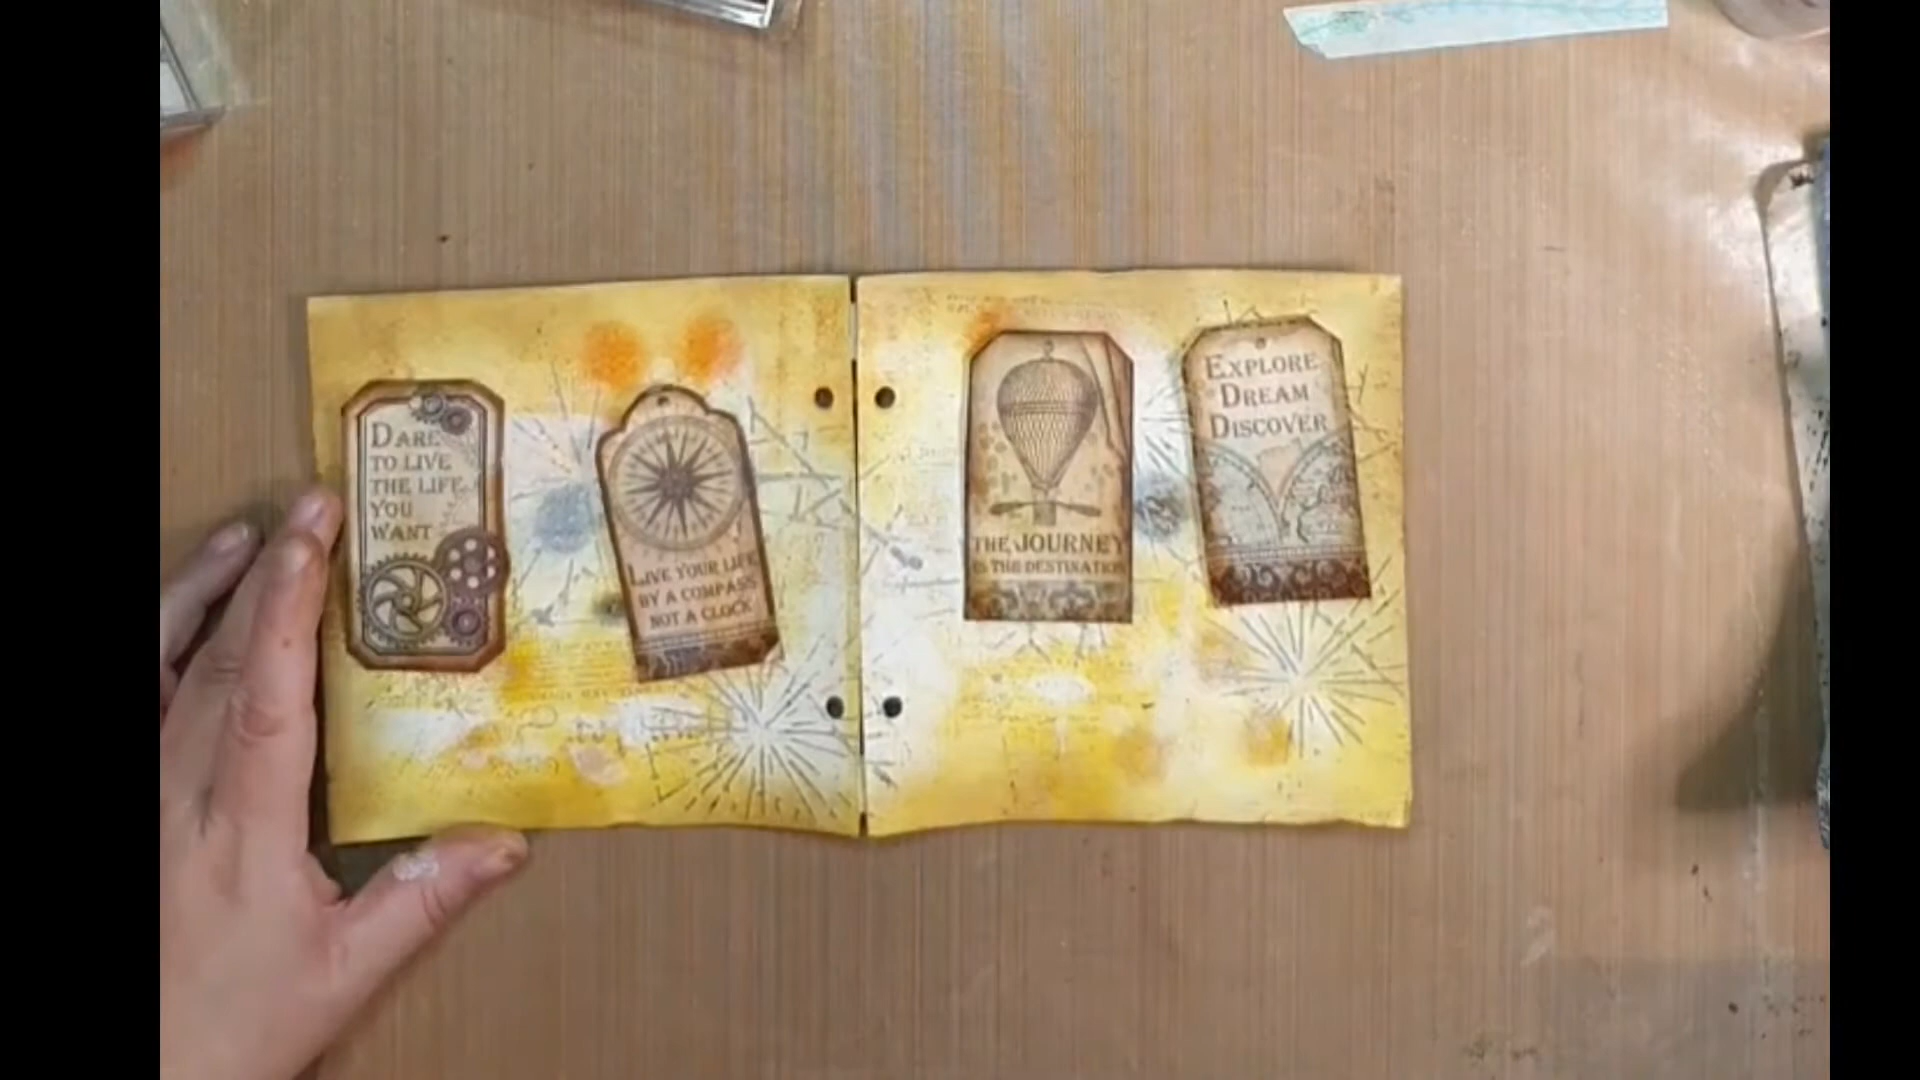 DARE
TO LIVE
THE LIFE
YOU
WANT
LIVE YOUR LIFE
BY A COMPASS
NOT A CLOCK
THE JOURNEY
IS THE DESTINATION
EXPLORE
DREAM
DISCOVER